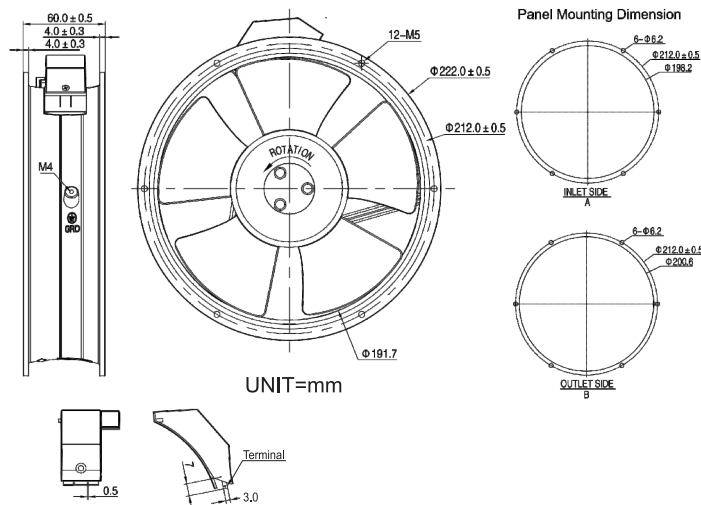 60.0±0.5
4.0±0.3
4.0±0.3
M4
GRD
12-M5
Φ222.0±0.5
Φ212.0±0.5
ROTATION
Φ191.7
UNIT=mm
Panel Mounting Dimension
6-Φ6.2
Φ212.0±0.5
Φ198.2
INLET SIDE
A
6-Φ6.2
Φ212.0±0.5
Φ200.6
OUTLET SIDE
B
0.5
7
Terminal
3.0